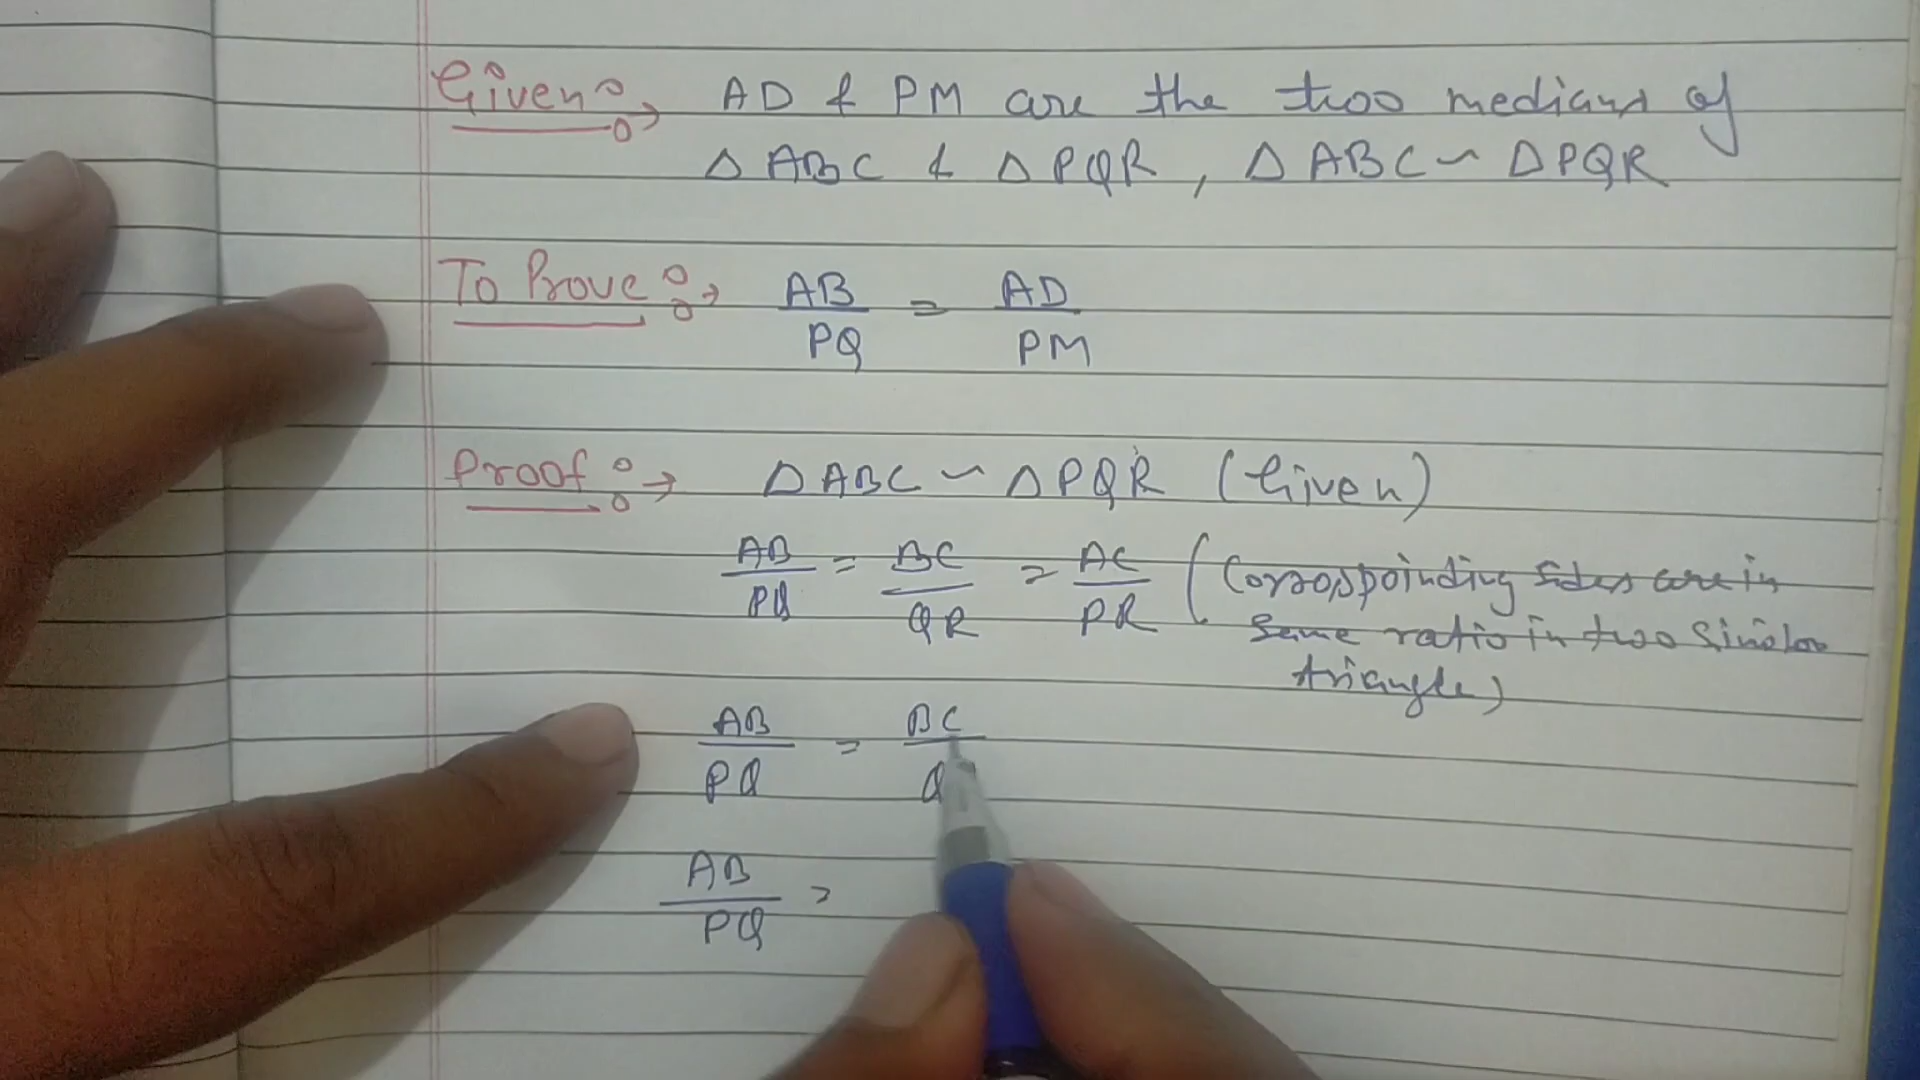 Given :→ AD & PM are the two medians of
△ABC & △PQR, △ABC ~ △PQR
To Prove :→ AB/PQ = AD/PM
Proof :→ △ABC ~ △PQR (Given)
AB/PQ = BC/QR = AC/PR (Correspoinding sides are in
same ratio in two similar
triangle)
AB/PQ = BC/Q
AB/PQ =